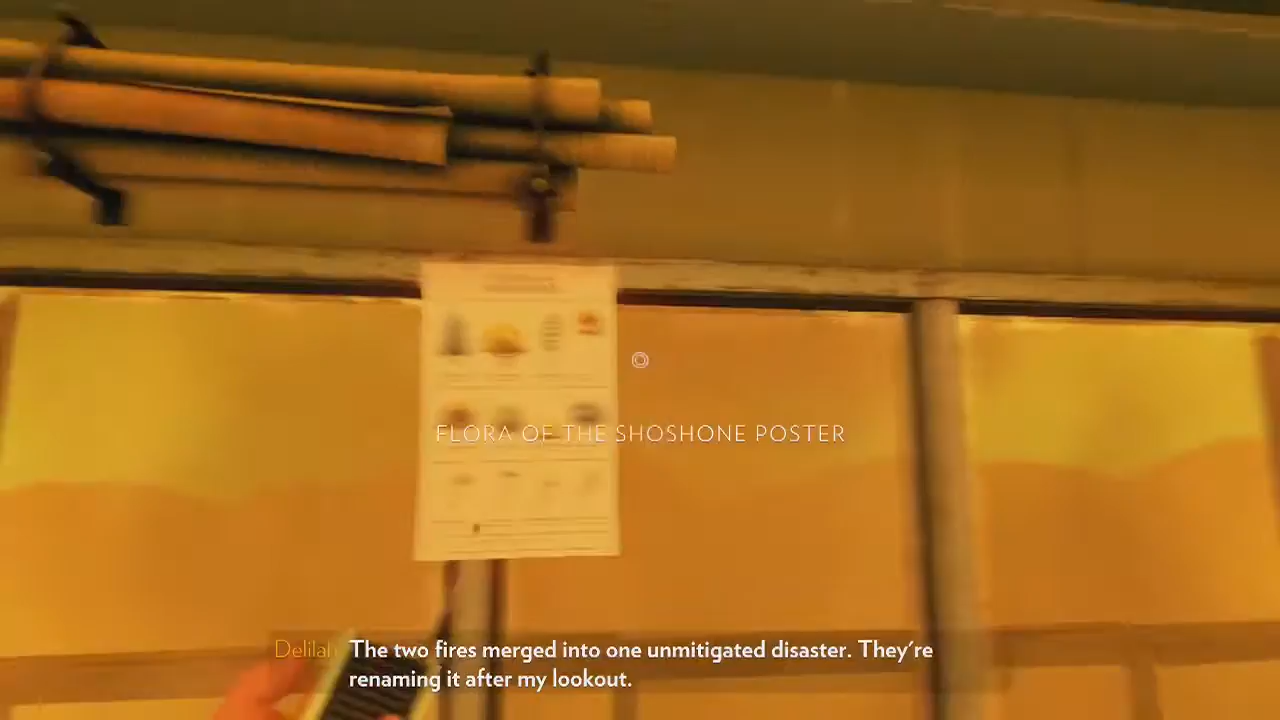 FLORA OF THE SHOSHONE POSTER
Delilah The two fires merged into one unmitigated disaster. They're
renaming it after my lookout.